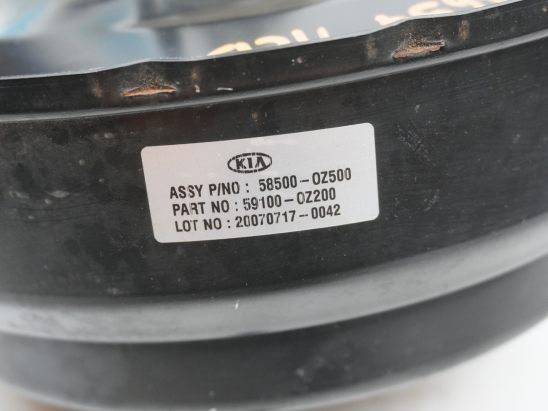 KIA
ASSY P/NO : 58500-0Z500
PART NO : 59100-0Z200
LOT NO : 20070717-0042